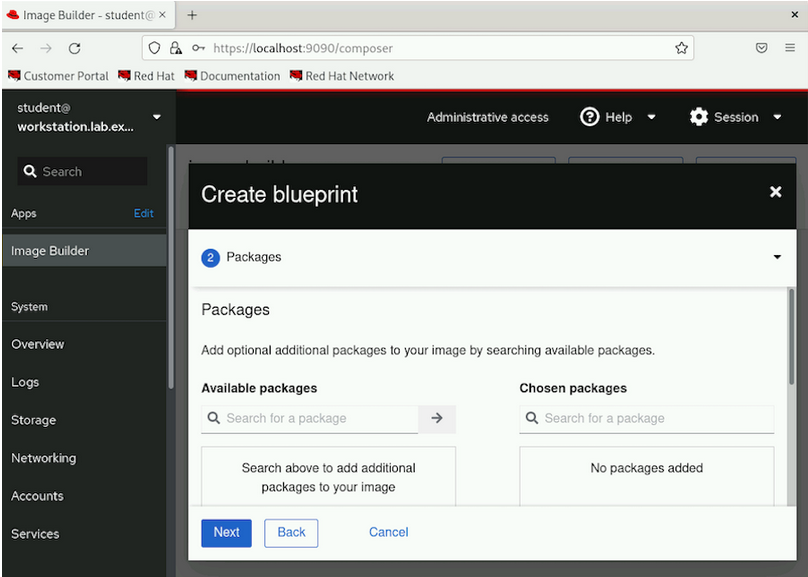 Image Builder - student@
https://localhost:9090/composer
Customer Portal Red Hat Documentation Red Hat Network
student@
workstation.lab.ex...
Administrative access Help Session
Search
Apps Edit
Image Builder
System
Overview
Logs
Storage
Networking
Accounts
Services
Create blueprint
2 Packages
Packages
Add optional additional packages to your image by searching available packages.
Available packages Chosen packages
Search for a package Search for a package
Search above to add additional
packages to your image
No packages added
Next Back Cancel